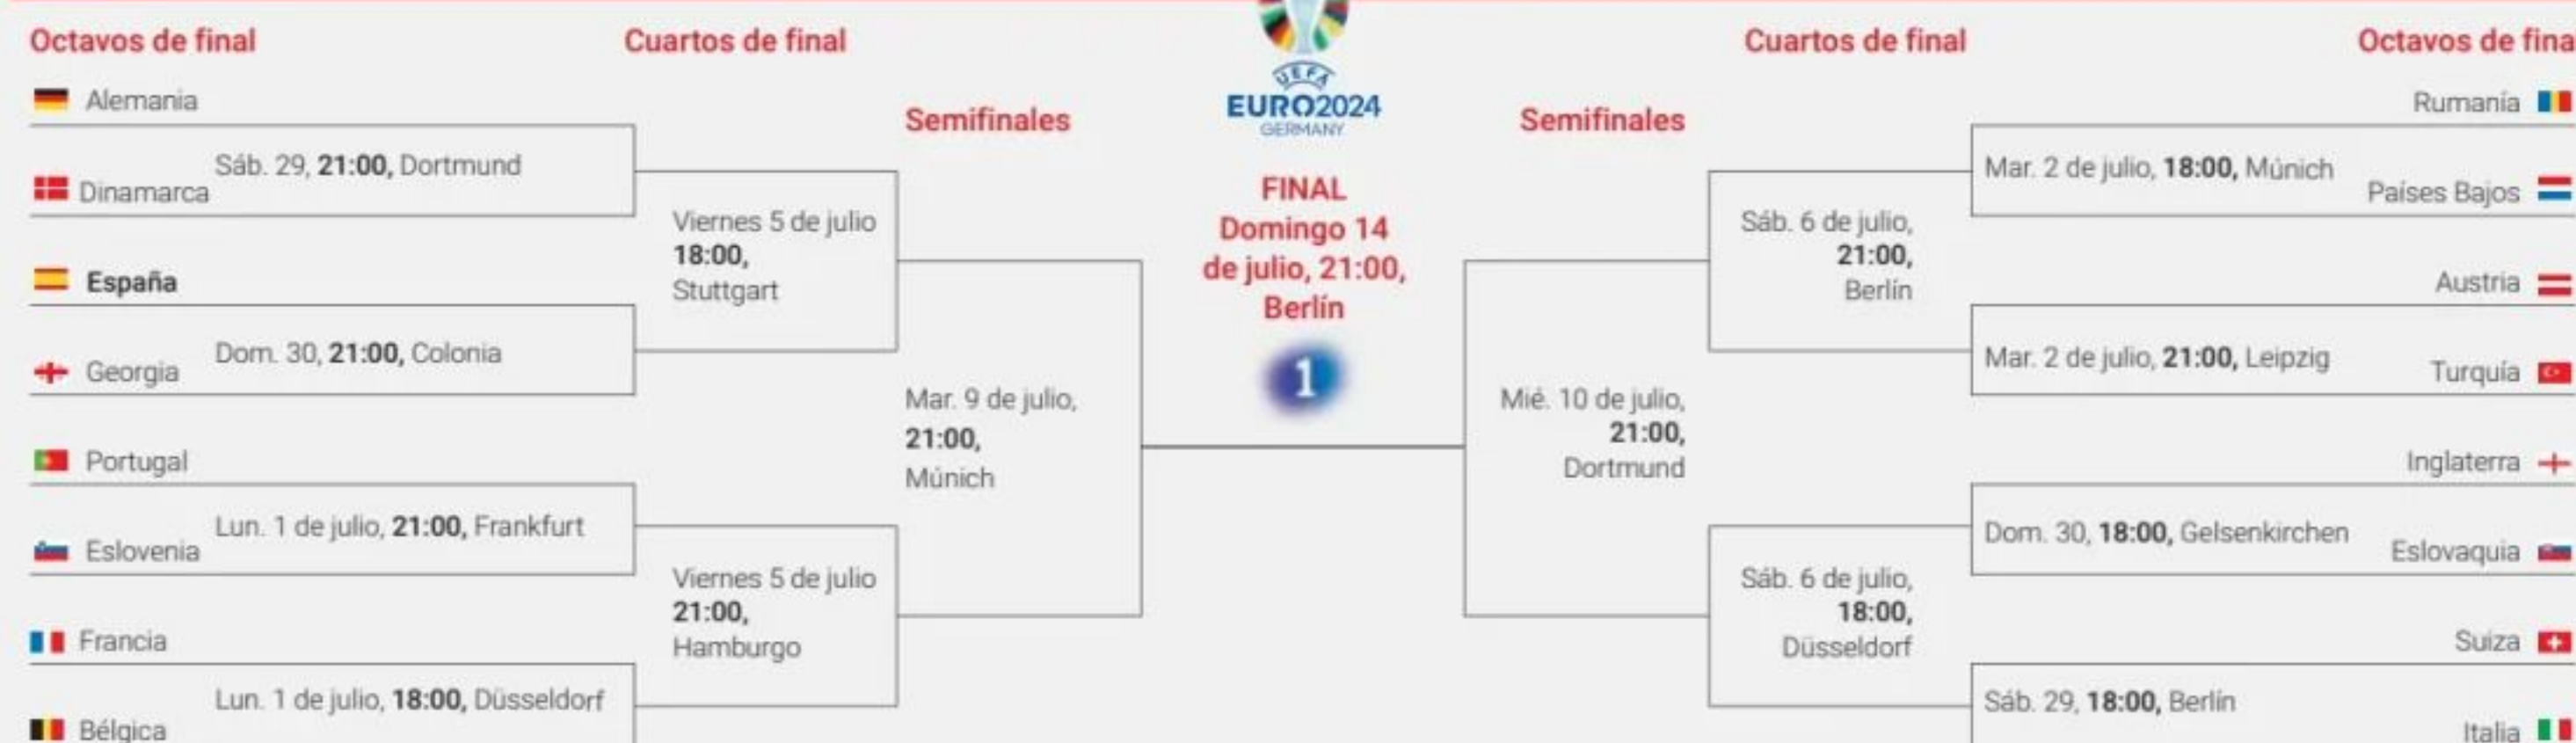 Octavos de final
Cuartos de final
Cuartos de final
Octavos de fina
Alemania
Sáb. 29, 21:00, Dortmund
Dinamarca
España
Dom. 30, 21:00, Colonia
Georgia
Portugal
Lun. 1 de julio, 21:00, Frankfurt
Eslovenia
Francia
Lun. 1 de julio, 18:00, Düsseldorf
Bélgica
Viernes 5 de julio
18:00,
Stuttgart
Viernes 5 de julio
21:00,
Hamburgo
Semifinales
Mar. 9 de julio,
21:00,
Múnich
UEFA
EURO2024
GERMANY
FINAL
Domingo 14
de julio, 21:00,
Berlín
1
Semifinales
Mié. 10 de julio,
21:00,
Dortmund
Sáb. 6 de julio,
21:00,
Berlín
Sáb. 6 de julio,
18:00,
Düsseldorf
Rumanía
Mar. 2 de julio, 18:00, Múnich
Países Bajos
Austria
Mar. 2 de julio, 21:00, Leipzig
Turquía
Inglaterra
Dom. 30, 18:00, Gelsenkirchen
Eslovaquia
Suiza
Sáb. 29, 18:00, Berlín
Italia